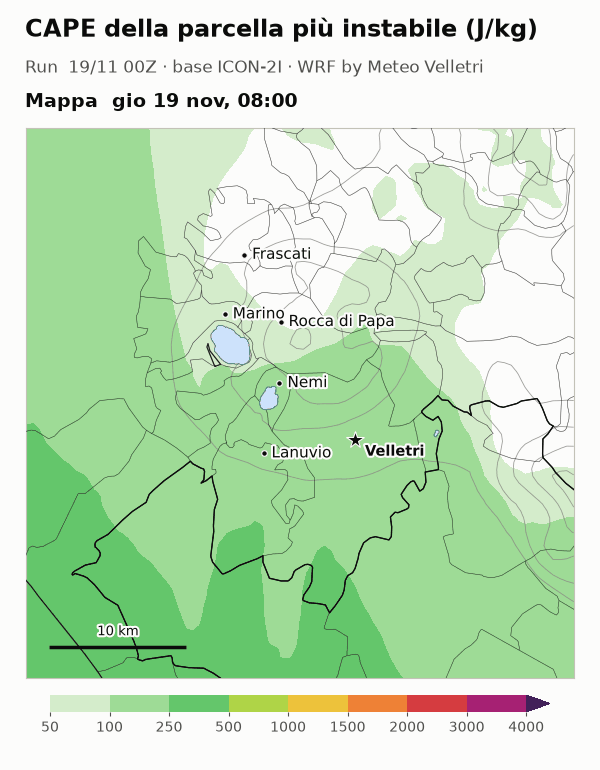 CAPE della parcella più instabile (J/kg)
Run  19/11 00Z · base ICON-2I · WRF by Meteo Velletri
Mappa  gio 19 nov, 08:00
Frascati
Marino
Rocca di Papa
Nemi
Velletri
Lanuvio
10 km
50 100 250 500 1000 1500 2000 3000 4000